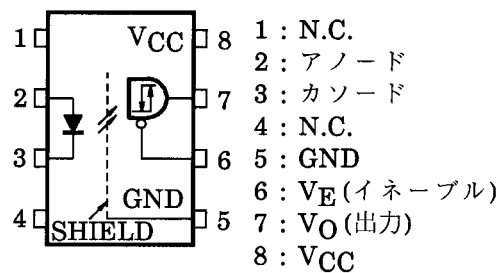 1
2
3
4
VCC
GND
SHIELD
8
7
6
5
1 : N.C.
2 : アノード
3 : カソード
4 : N.C.
5 : GND
6 : VE (イネーブル)
7 : VO (出力)
8 : VCC